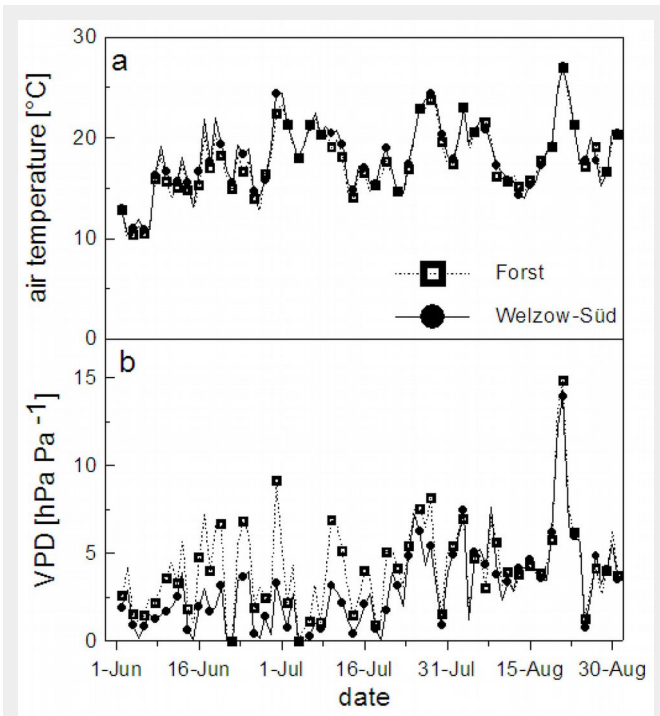 30
a
20
10
0
air temperature [°C]
Forst
Welzow-Süd
b
15
10
5
0
VPD [hPa Pa⁻¹]
1-Jun 16-Jun 1-Jul 16-Jul 31-Jul 15-Aug 30-Aug
date